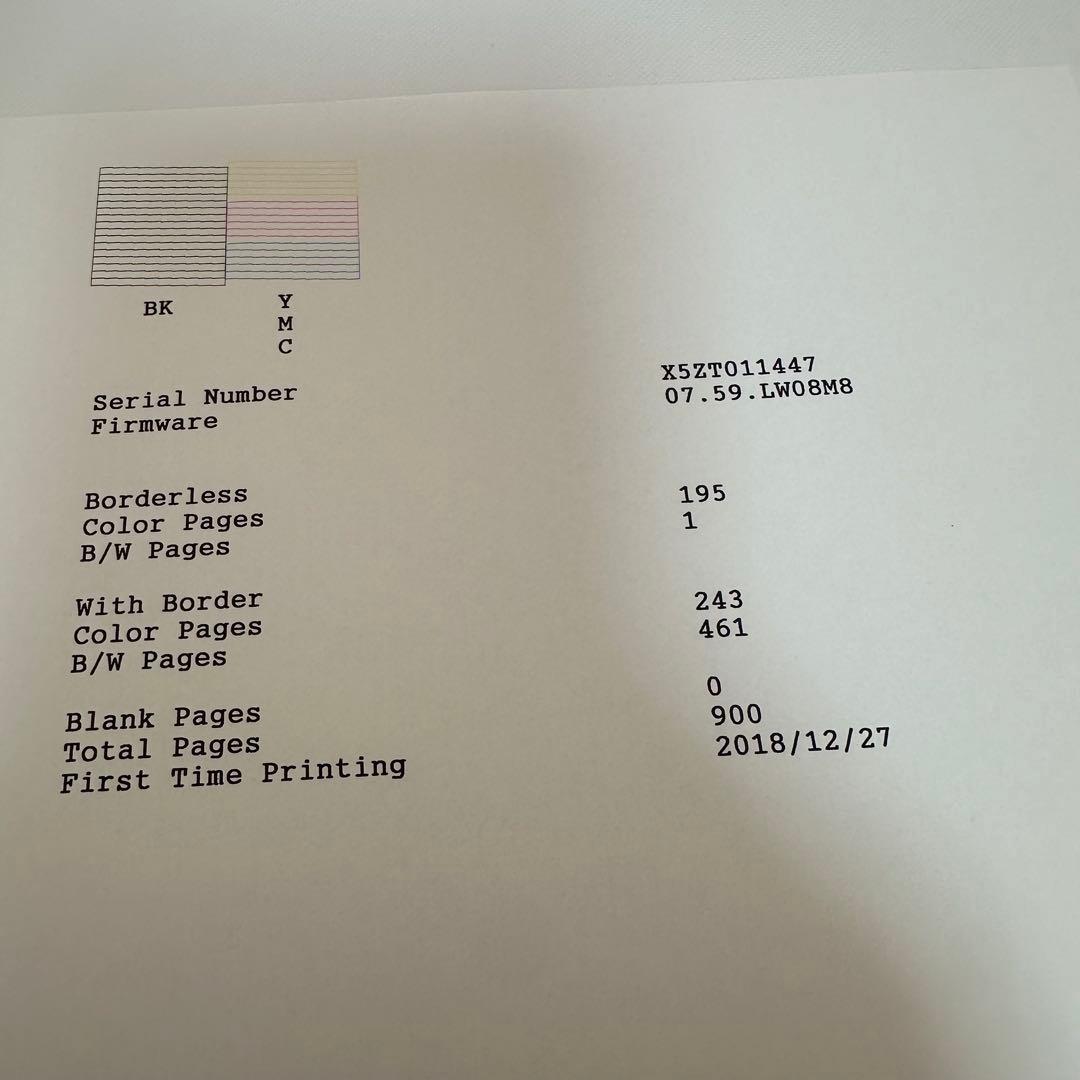 BK
Y
M
C
Serial Number X5ZT011447
Firmware 07.59.LW08M8
Borderless
Color Pages 195
B/W Pages 1
With Border
Color Pages 243
B/W Pages 461
Blank Pages 0
Total Pages 900
First Time Printing 2018/12/27